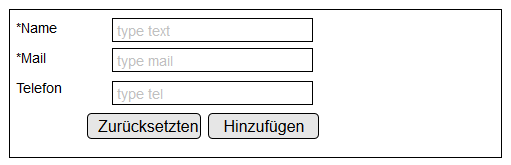 *Name type text
*Mail type mail
Telefon type tel
Zurücksetzten Hinzufügen